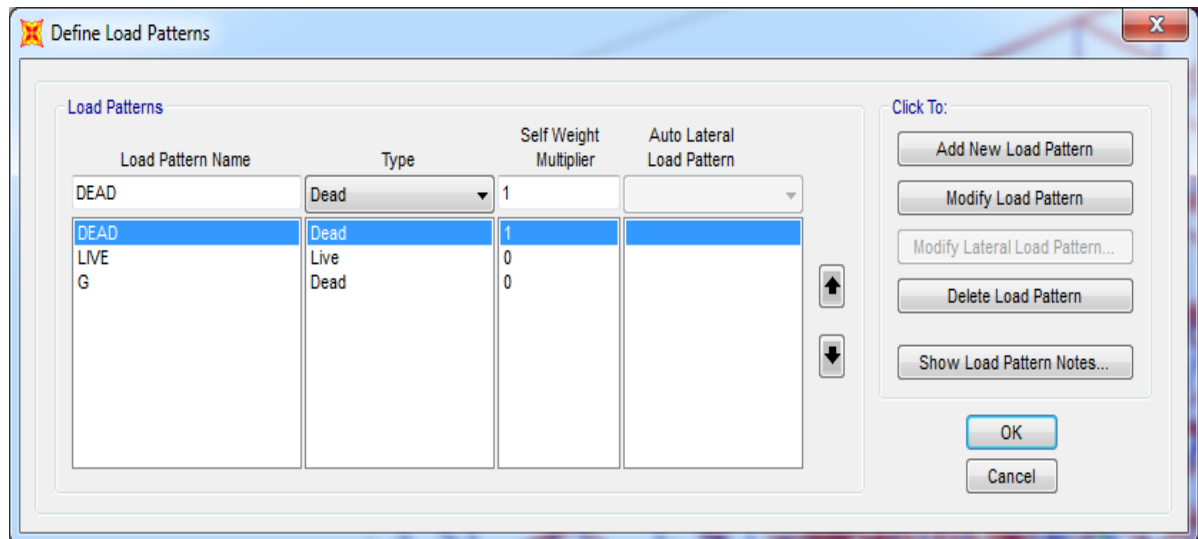 Define Load Patterns
X
Load Patterns
Click To:
Load Pattern Name
Type
Self Weight
Multiplier
Auto Lateral
Load Pattern
DEAD
Dead
1
DEAD Dead 1
LIVE Live 0
G Dead 0
Add New Load Pattern
Modify Load Pattern
Modify Lateral Load Pattern...
Delete Load Pattern
Show Load Pattern Notes...
OK
Cancel